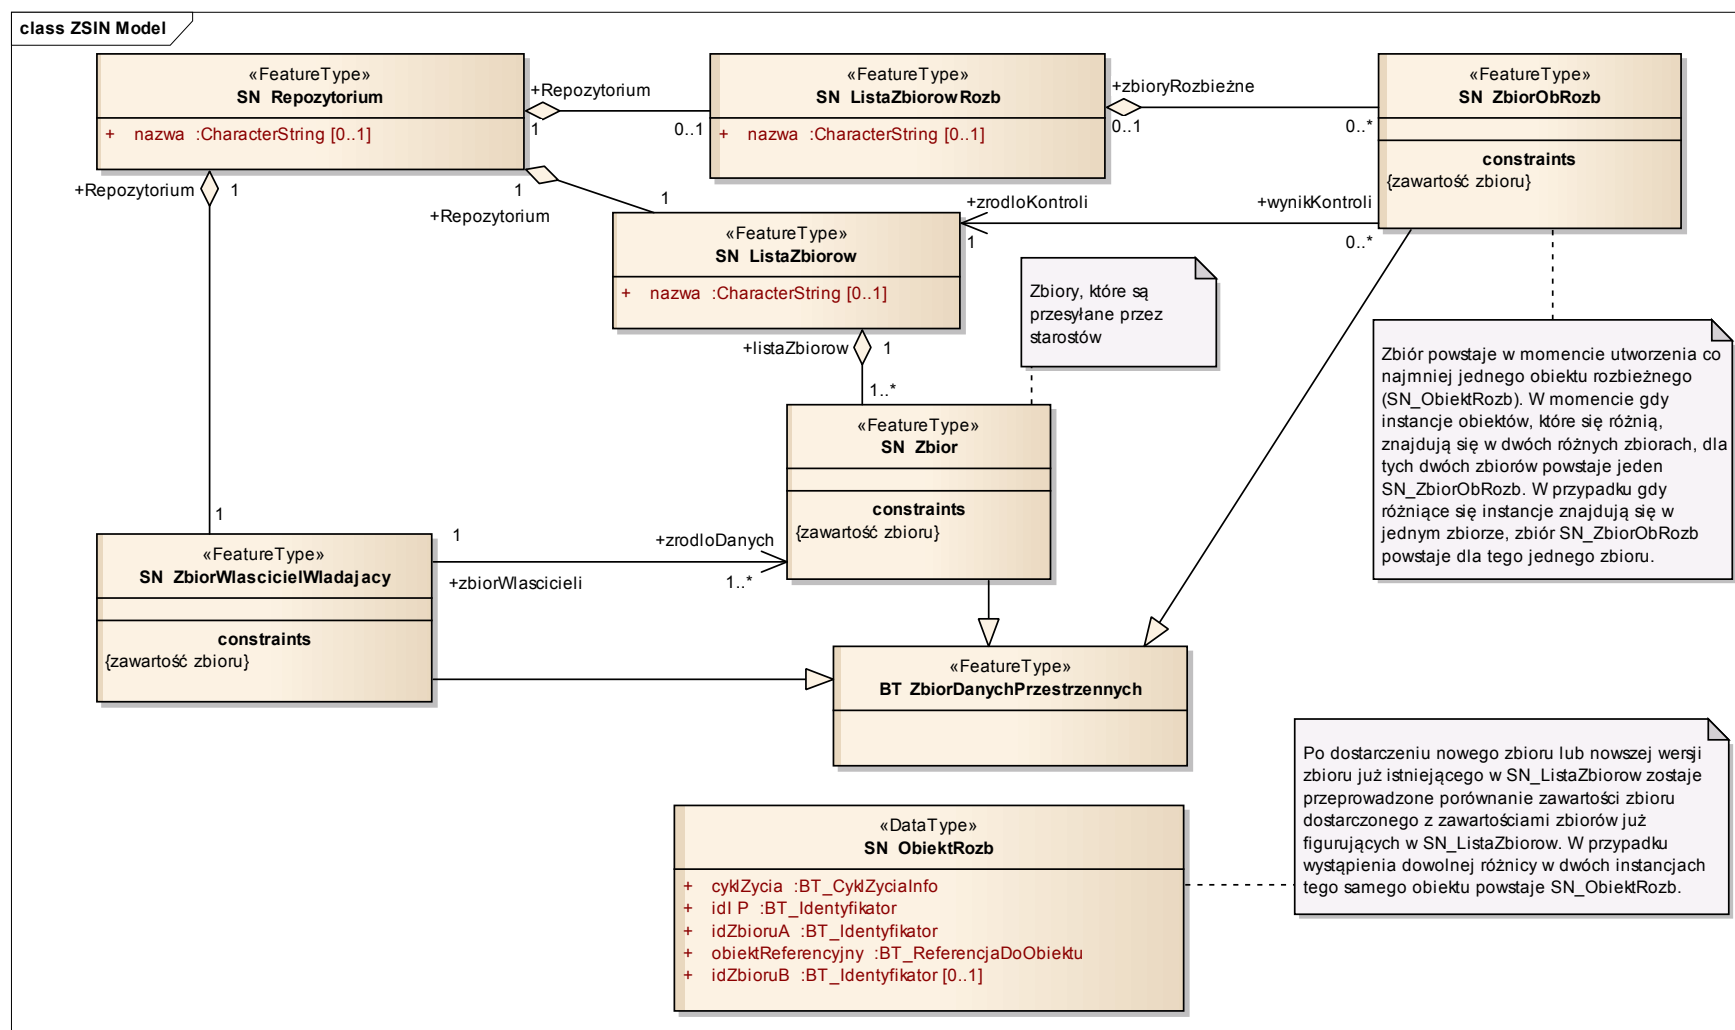 class ZSIN Model
«FeatureType»
SN_Repozytorium
+ nazwa :CharacterString [0..1]
+Repozytorium
1
0..1
«FeatureType»
SN_ListaZbiorowRozb
+ nazwa :CharacterString [0..1]
+zbioryRozbieżne
0..1
0..*
«FeatureType»
SN_ZbiorObRozb
constraints
{zawartość zbioru}
+Repozytorium
1
1
+Repozytorium
1
+zrodloKontroli
1
+wynikKontroli
0..*
«FeatureType»
SN_ListaZbiorow
+ nazwa :CharacterString [0..1]
Zbiory, które są
przesyłane przez
starostów
+listaZbiorow
1
1..*
Zbiór powstaje w momencie utworzenia co
najmniej jednego obiektu rozbieżnego
(SN_ObiektRozb). W momencie gdy
instancje obiektów, które się różnią,
znajdują się w dwóch różnych zbiorach, dla
tych dwóch zbiorów powstaje jeden
SN_ZbiorObRozb. W przypadku gdy
różniące się instancje znajdują się w
jednym zbiorze, zbiór SN_ZbiorObRozb
powstaje dla tego jednego zbioru.
«FeatureType»
SN_Zbior
constraints
{zawartość zbioru}
1
«FeatureType»
SN_ZbiorWlascicielWladajacy
constraints
{zawartość zbioru}
1
+zbiorWlascicieli
+zrodloDanych
1..*
«FeatureType»
BT_ZbiorDanychPrzestrzennych
Po dostarczeniu nowego zbioru lub nowszej wersji
zbioru już istniejącego w SN_ListaZbiorow zostaje
przeprowadzone porównanie zawartości zbioru
dostarczonego z zawartościami zbiorów już
figurujących w SN_ListaZbiorow. W przypadku
wystąpienia dowolnej różnicy w dwóch instancjach
tego samego obiektu powstaje SN_ObiektRozb.
«DataType»
SN_ObiektRozb
+ cyklZycia :BT_CyklZyciaInfo
+ idI P :BT_Identyfikator
+ idZbioruA :BT_Identyfikator
+ obiektReferencyjny :BT_ReferencjaDoObiektu
+ idZbioruB :BT_Identyfikator [0..1]